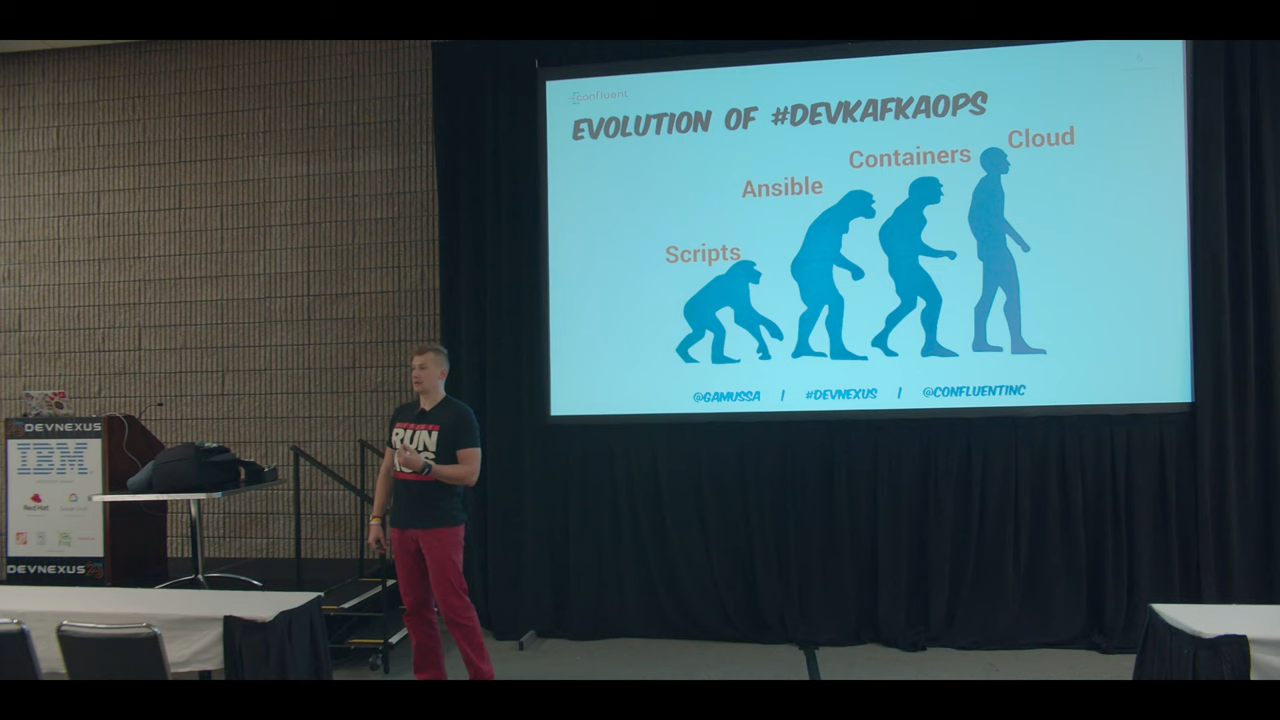 confluent
EVOLUTION OF #DEVKAFKAOPS
Cloud
Containers
Ansible
Scripts
@GAMUSSA | #DEVNEXUS | @CONFLUENTINC
RUN
DEVNEXUS
IBM
Red Hat
DEVNEXUS